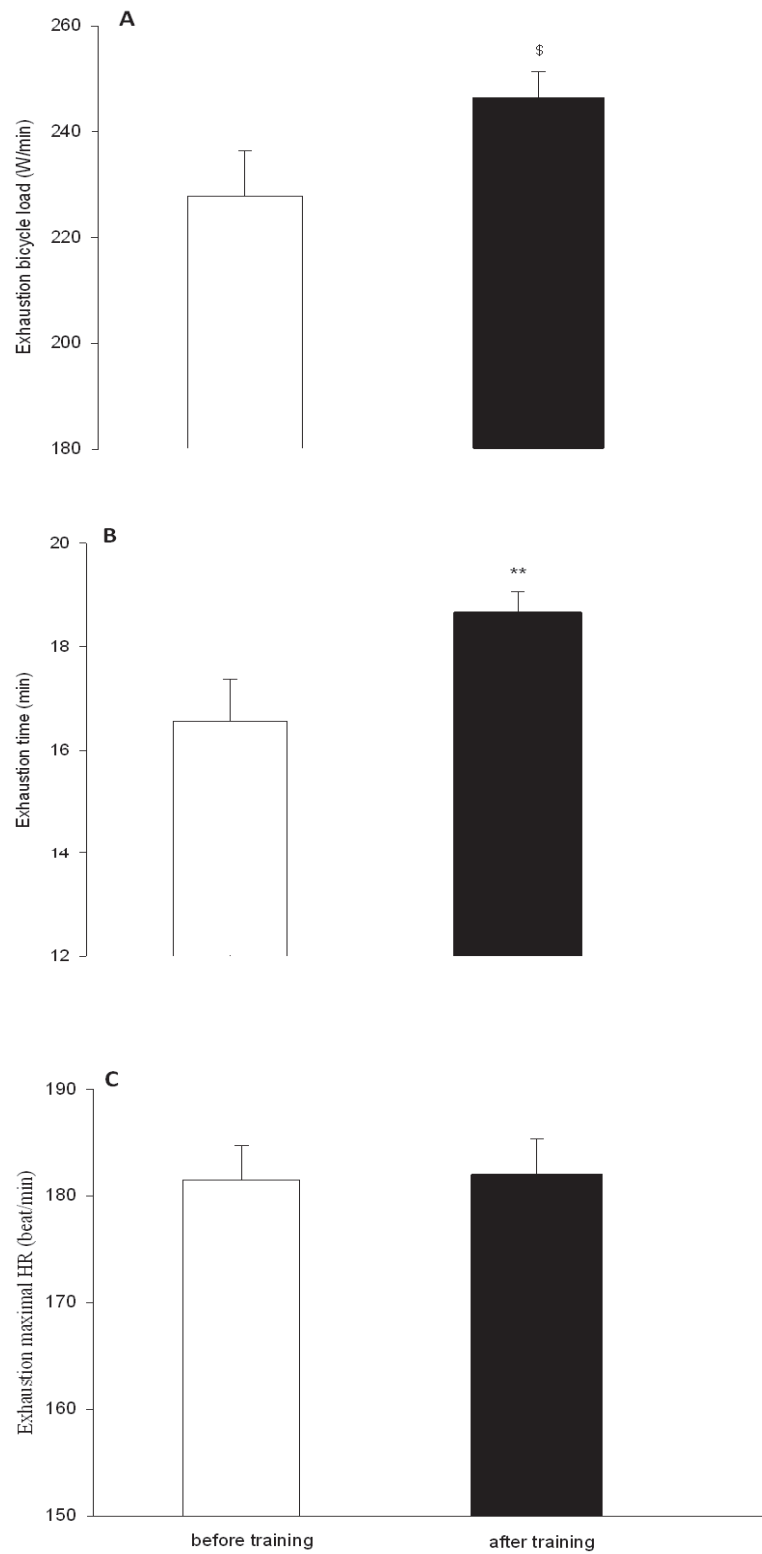 A
Exhaustion bicycle load (W/min)
260
240
220
200
180
$
B
Exhaustion time (min)
20
18
16
14
12
**
C
Exhaustion maximal HR (beat/min)
190
180
170
160
150
before training
after training